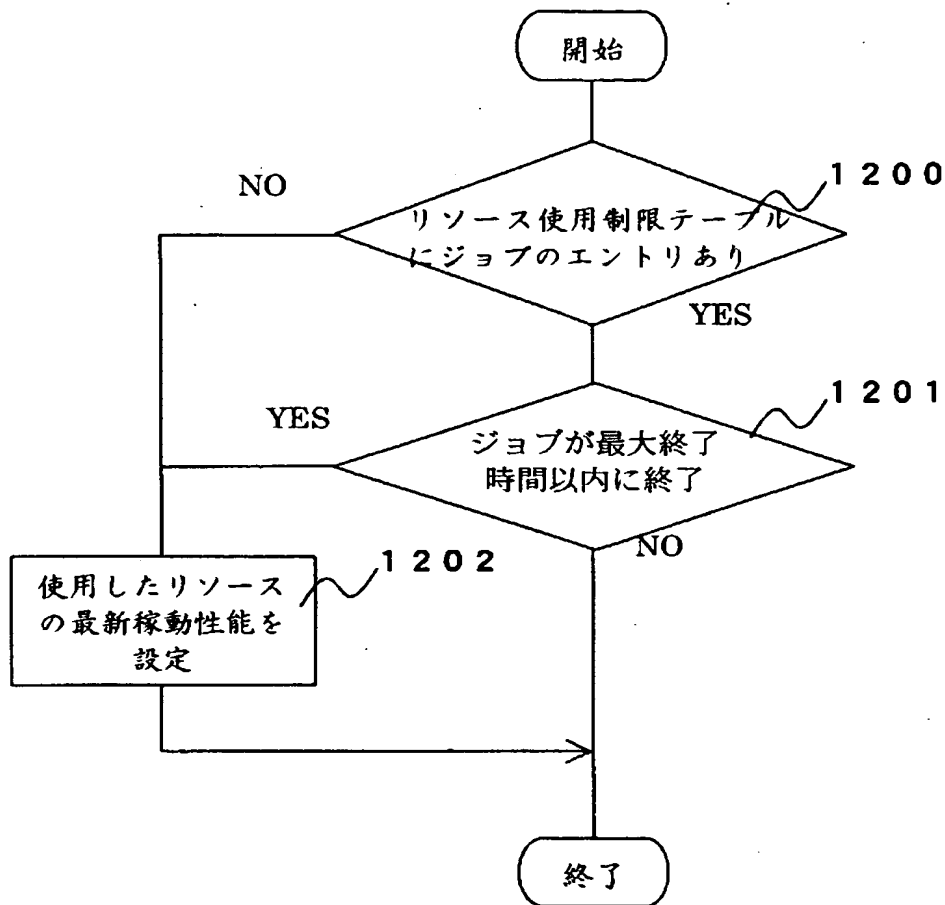 開始
1200
NO
リソース使用制限テーブル
にジョブのエントリあり
YES
1201
YES
ジョブが最大終了
時間以内に終了
NO
1202
使用したリソース
の最新稼動性能を
設定
終了